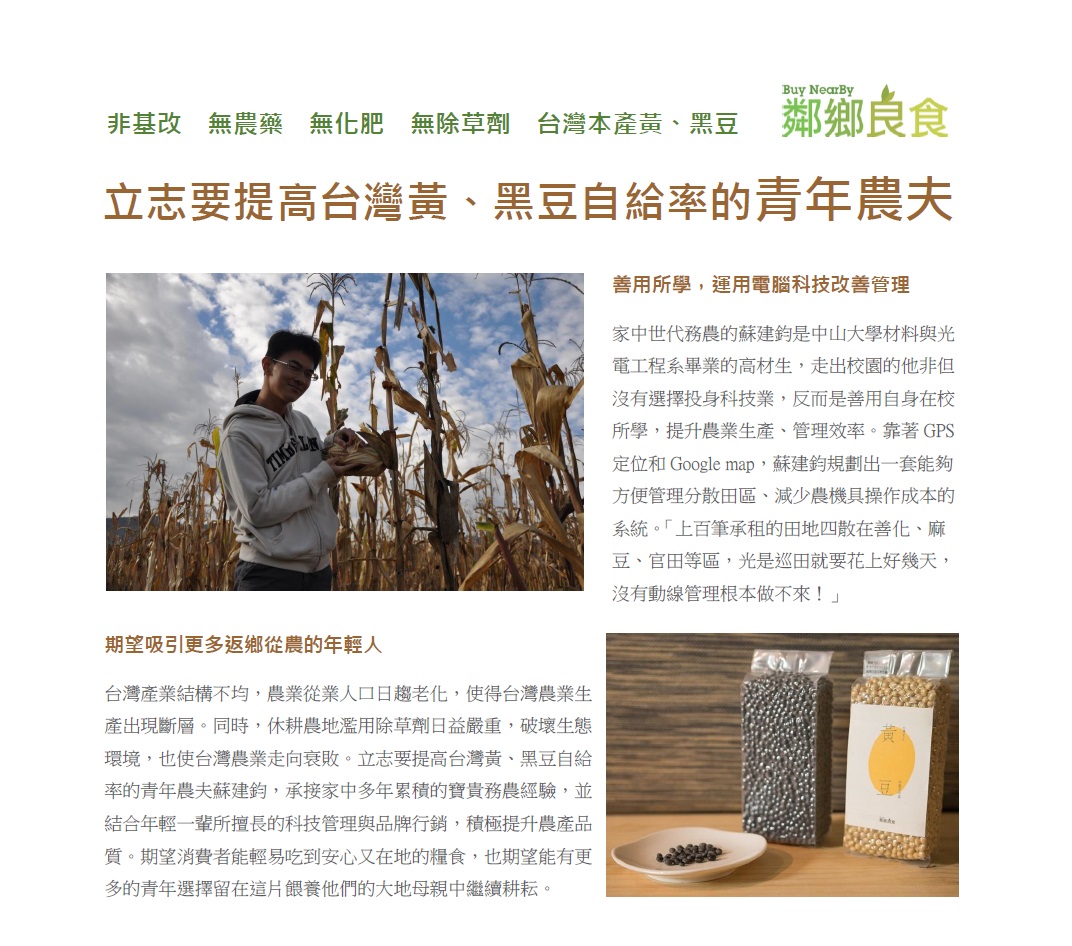 非基改　無農藥　無化肥　無除草劑　台灣本產黃、黑豆
Buy NearBy
鄰鄉良食
立志要提高台灣黃、黑豆自給率的青年農夫
TIMBERLAND
善用所學，運用電腦科技改善管理
家中世代務農的蘇建鈞是中山大學材料與光
電工程系畢業的高材生，走出校園的他非但
沒有選擇投身科技業，反而是善用自身在校
所學，提升農業生產、管理效率。靠著 GPS
定位和 Google map，蘇建鈞規劃出一套能夠
方便管理分散田區、減少農機具操作成本的
系統。「上百筆承租的田地四散在善化、麻
豆、官田等區，光是巡田就要花上好幾天，
沒有動線管理根本做不來！」
期望吸引更多返鄉從農的年輕人
台灣產業結構不均，農業從業人口日趨老化，使得台灣農業生
產出現斷層。同時，休耕農地濫用除草劑日益嚴重，破壞生態
環境，也使台灣農業走向衰敗。立志要提高台灣黃、黑豆自給
率的青年農夫蘇建鈞，承接家中多年累積的寶貴務農經驗，並
結合年輕一輩所擅長的科技管理與品牌行銷，積極提升農產品
質。期望消費者能輕易吃到安心又在地的糧食，也期望能有更
多的青年選擇留在這片餵養他們的大地母親中繼續耕耘。
黃
豆